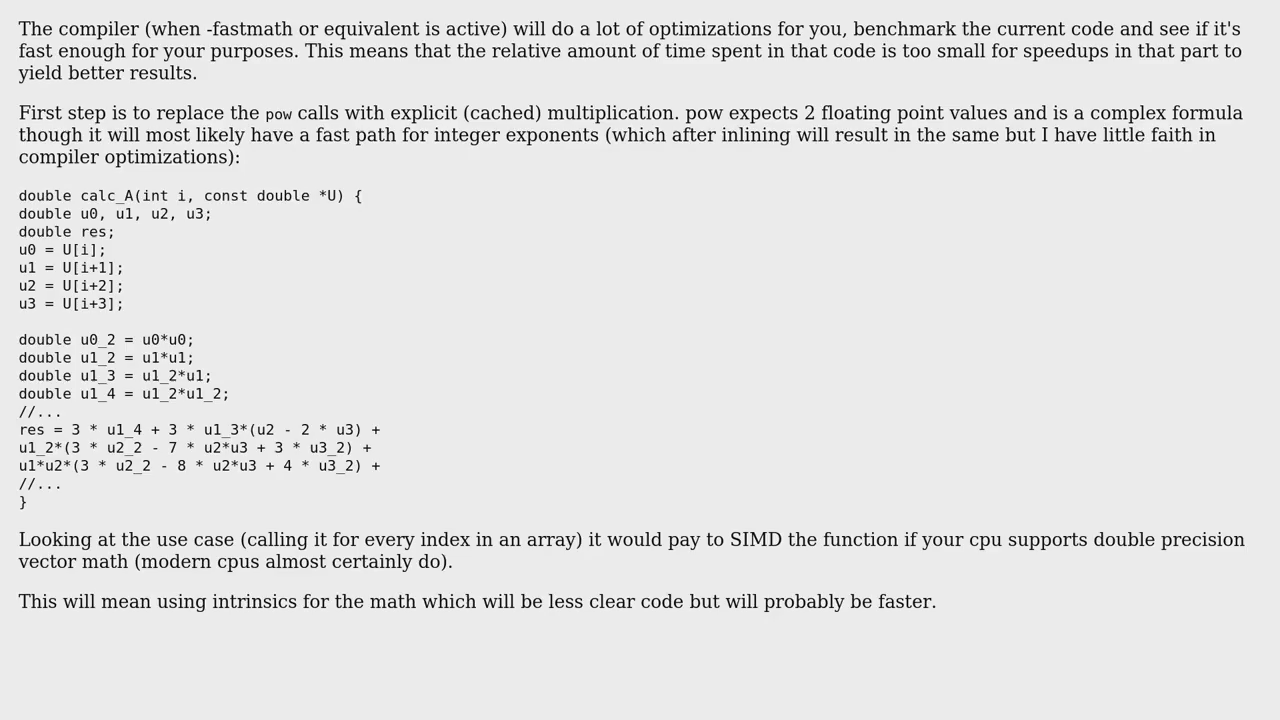 The compiler (when -fastmath or equivalent is active) will do a lot of optimizations for you, benchmark the current code and see if it's
fast enough for your purposes. This means that the relative amount of time spent in that code is too small for speedups in that part to
yield better results.
First step is to replace the pow calls with explicit (cached) multiplication. pow expects 2 floating point values and is a complex formula
though it will most likely have a fast path for integer exponents (which after inlining will result in the same but I have little faith in
compiler optimizations):
double calc_A(int i, const double *U) {
double u0, u1, u2, u3;
double res;
u0 = U[i];
u1 = U[i+1];
u2 = U[i+2];
u3 = U[i+3];
double u0_2 = u0*u0;
double u1_2 = u1*u1;
double u1_3 = u1_2*u1;
double u1_4 = u1_2*u1_2;
//...
res = 3 * u1_4 + 3 * u1_3*(u2 - 2 * u3) +
u1_2*(3 * u2_2 - 7 * u2*u3 + 3 * u3_2) +
u1*u2*(3 * u2_2 - 8 * u2*u3 + 4 * u3_2) +
//...
}
Looking at the use case (calling it for every index in an array) it would pay to SIMD the function if your cpu supports double precision
vector math (modern cpus almost certainly do).
This will mean using intrinsics for the math which will be less clear code but will probably be faster.